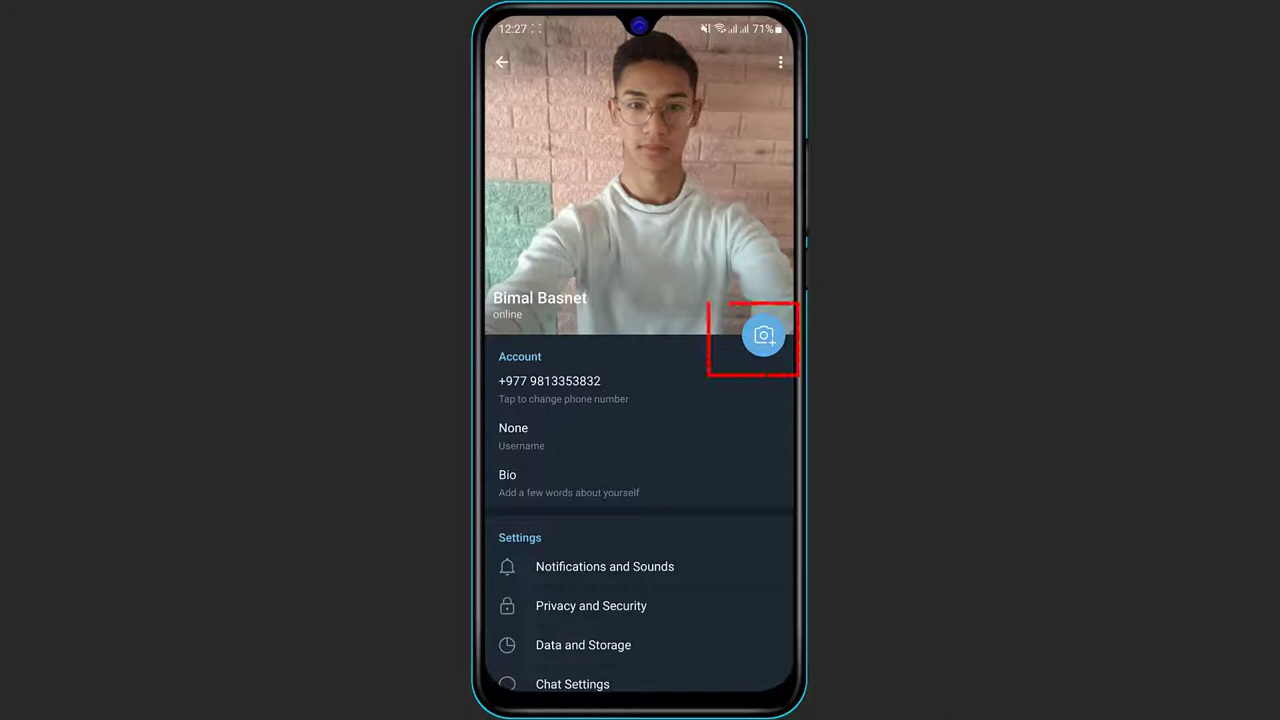 12:27
71%
Bimal Basnet
online
Account
+977 9813353832
Tap to change phone number
None
Username
Bio
Add a few words about yourself
Settings
Notifications and Sounds
Privacy and Security
Data and Storage
Chat Settings